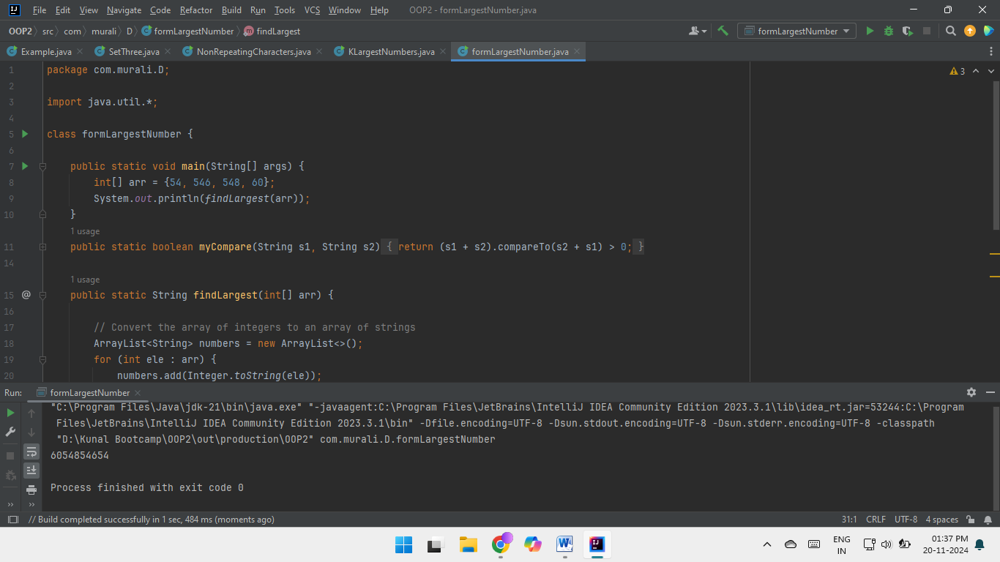 File Edit View Navigate Code Refactor Build Run Tools VCS Window Help OOP2 - formLargestNumber.java
OOP2 src com murali D formLargestNumber findLargest formLargestNumber
Example.java SetThree.java NonRepeatingCharacters.java KLargestNumbers.java formLargestNumber.java
1 package com.murali.D; 3
2
3 import java.util.*;
4
5 class formLargestNumber {
6
7 public static void main(String[] args) {
8 int[] arr = {54, 546, 548, 60};
9 System.out.println(findLargest(arr));
10 }
1 usage
11 public static boolean myCompare(String s1, String s2) { return (s1 + s2).compareTo(s2 + s1) > 0; }
14
1 usage
15 @ public static String findLargest(int[] arr) {
16
17 // Convert the array of integers to an array of strings
18 ArrayList<String> numbers = new ArrayList<>();
19 for (int ele : arr) {
20 numbers.add(Integer.toString(ele));
Run: formLargestNumber
"C:\Program Files\Java\jdk-21\bin\java.exe" "-javaagent:C:\Program Files\JetBrains\IntelliJ IDEA Community Edition 2023.3.1\lib\idea_rt.jar=53244:C:\Program
Files\JetBrains\IntelliJ IDEA Community Edition 2023.3.1\bin" -Dfile.encoding=UTF-8 -Dsun.stdout.encoding=UTF-8 -Dsun.stderr.encoding=UTF-8 -classpath
"D:\Kunal Bootcamp\OOP2\out\production\OOP2" com.murali.D.formLargestNumber
6054854654
Process finished with exit code 0
// Build completed successfully in 1 sec, 484 ms (moments ago) 31:1 CRLF UTF-8 4 spaces
ENG 01:37 PM
IN 20-11-2024